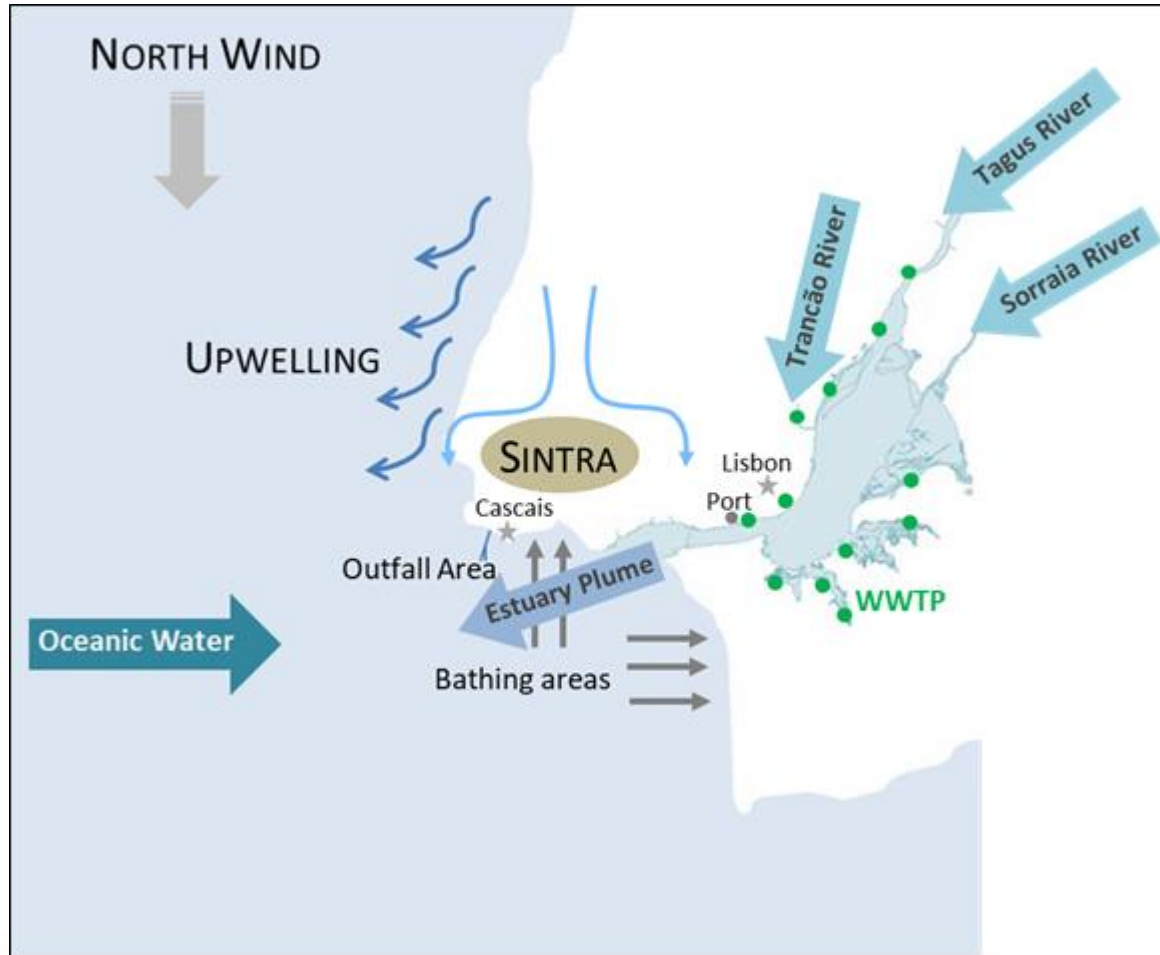 NORTH WIND
Tagus River
Trancão River
Sorraia River
UPWELLING
SINTRA
Lisbon
Port
Cascais
Outfall Area
Estuary Plume
WWTP
Oceanic Water
Bathing areas